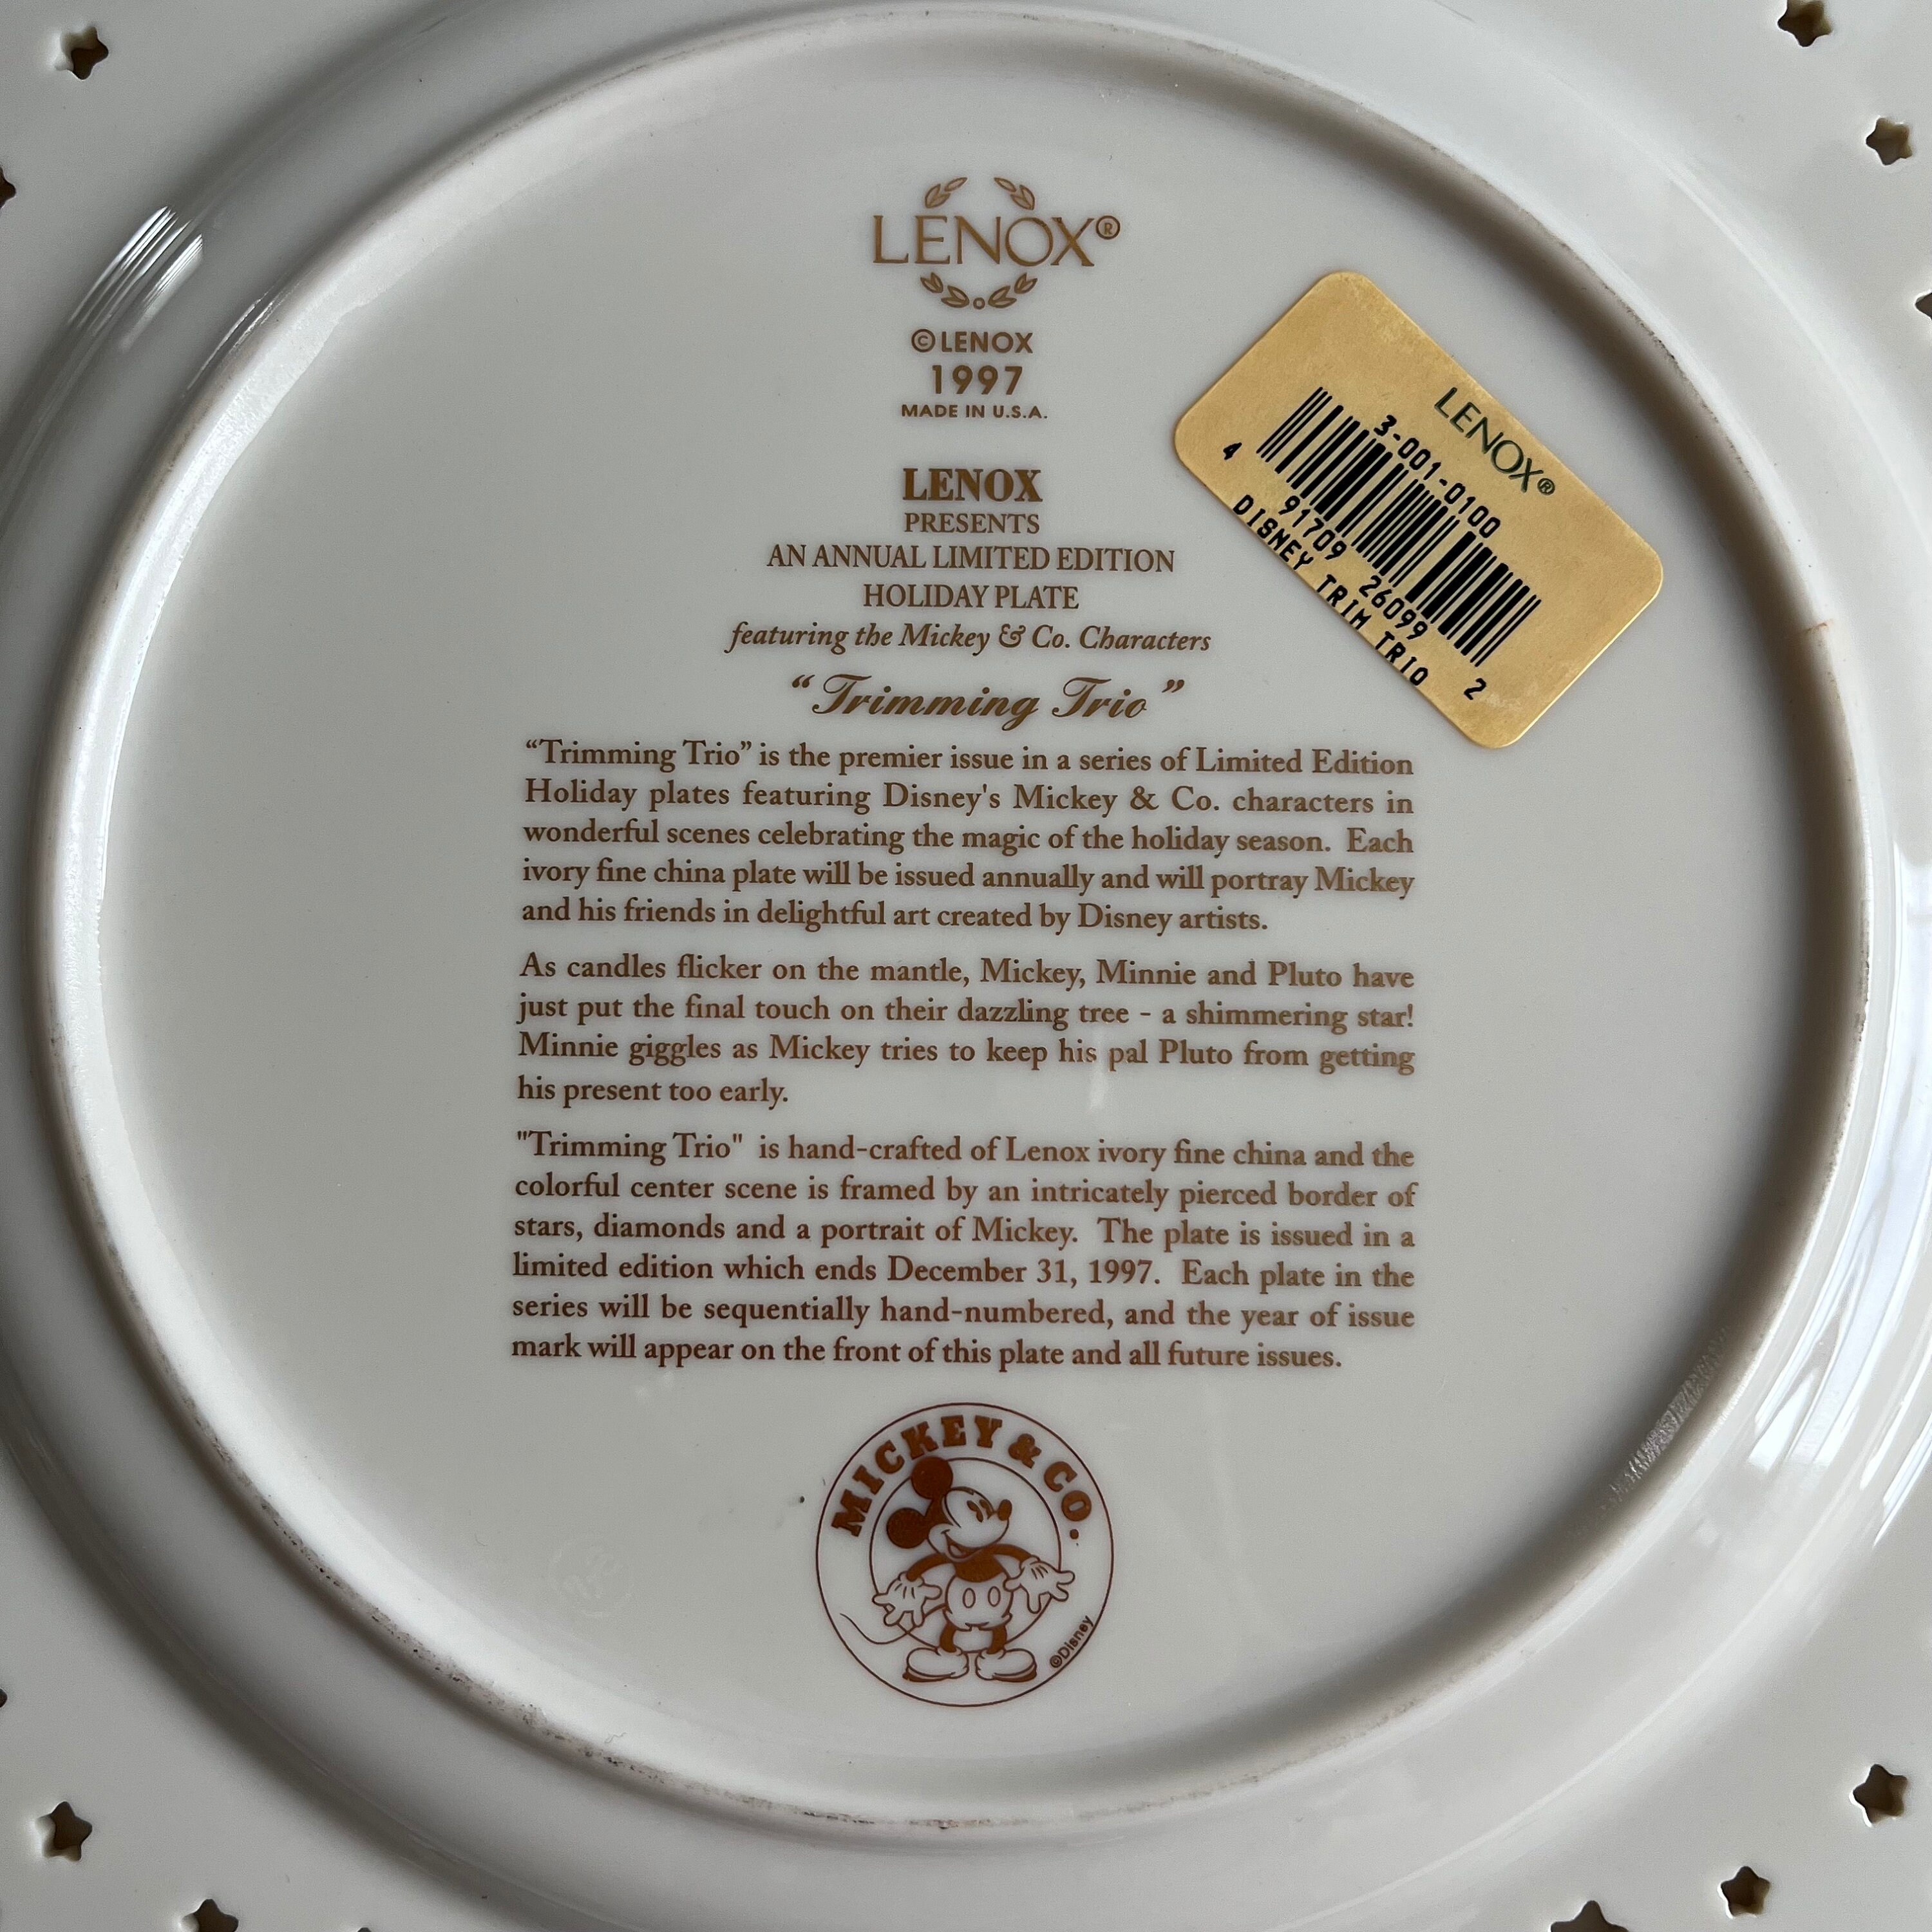 LENOX®
©LENOX
1997
MADE IN U.S.A.
LENOX
PRESENTS
AN ANNUAL LIMITED EDITION
HOLIDAY PLATE
featuring the Mickey & Co. Characters
“Trimming Trio”
“Trimming Trio” is the premier issue in a series of Limited Edition
Holiday plates featuring Disney's Mickey & Co. characters in
wonderful scenes celebrating the magic of the holiday season. Each
ivory fine china plate will be issued annually and will portray Mickey
and his friends in delightful art created by Disney artists.
As candles flicker on the mantle, Mickey, Minnie and Pluto have
just put the final touch on their dazzling tree - a shimmering star!
Minnie giggles as Mickey tries to keep his pal Pluto from getting
his present too early.
"Trimming Trio" is hand-crafted of Lenox ivory fine china and the
colorful center scene is framed by an intricately pierced border of
stars, diamonds and a portrait of Mickey. The plate is issued in a
limited edition which ends December 31, 1997. Each plate in the
series will be sequentially hand-numbered, and the year of issue
mark will appear on the front of this plate and all future issues.
MICKEY & CO.
©Disney
LENOX®
3-001-0100
4 91709 26099 2
DISNEY TRIM TRIO